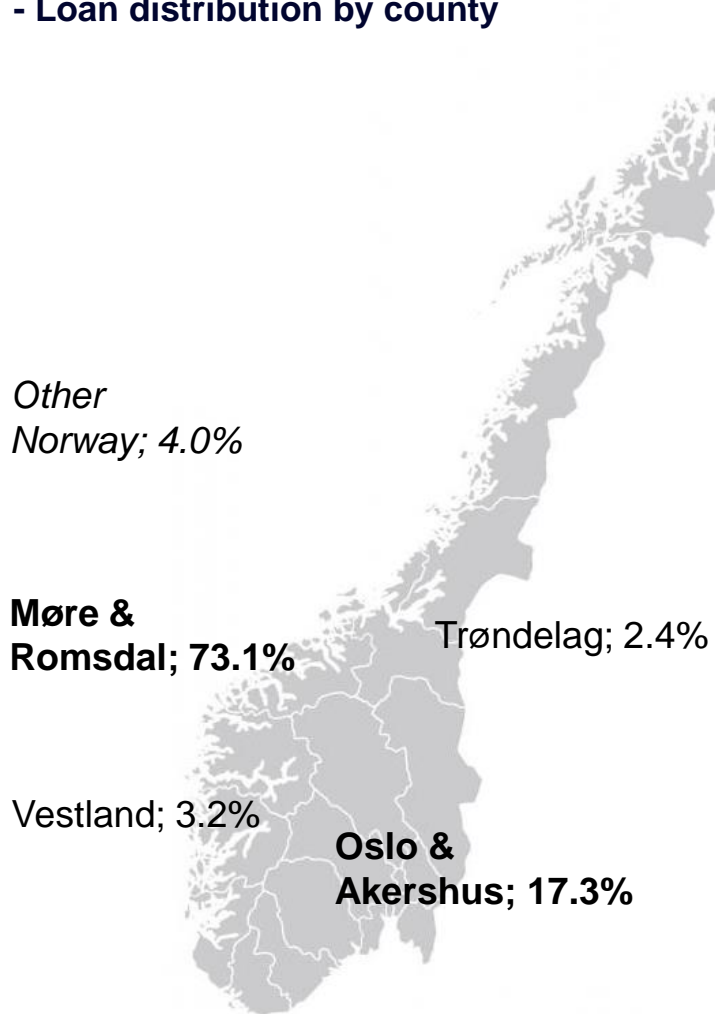 - Loan distribution by county
Other
Norway; 4.0%
Møre &
Romsdal; 73.1%
Trøndelag; 2.4%
Vestland; 3.2%
Oslo &
Akershus; 17.3%